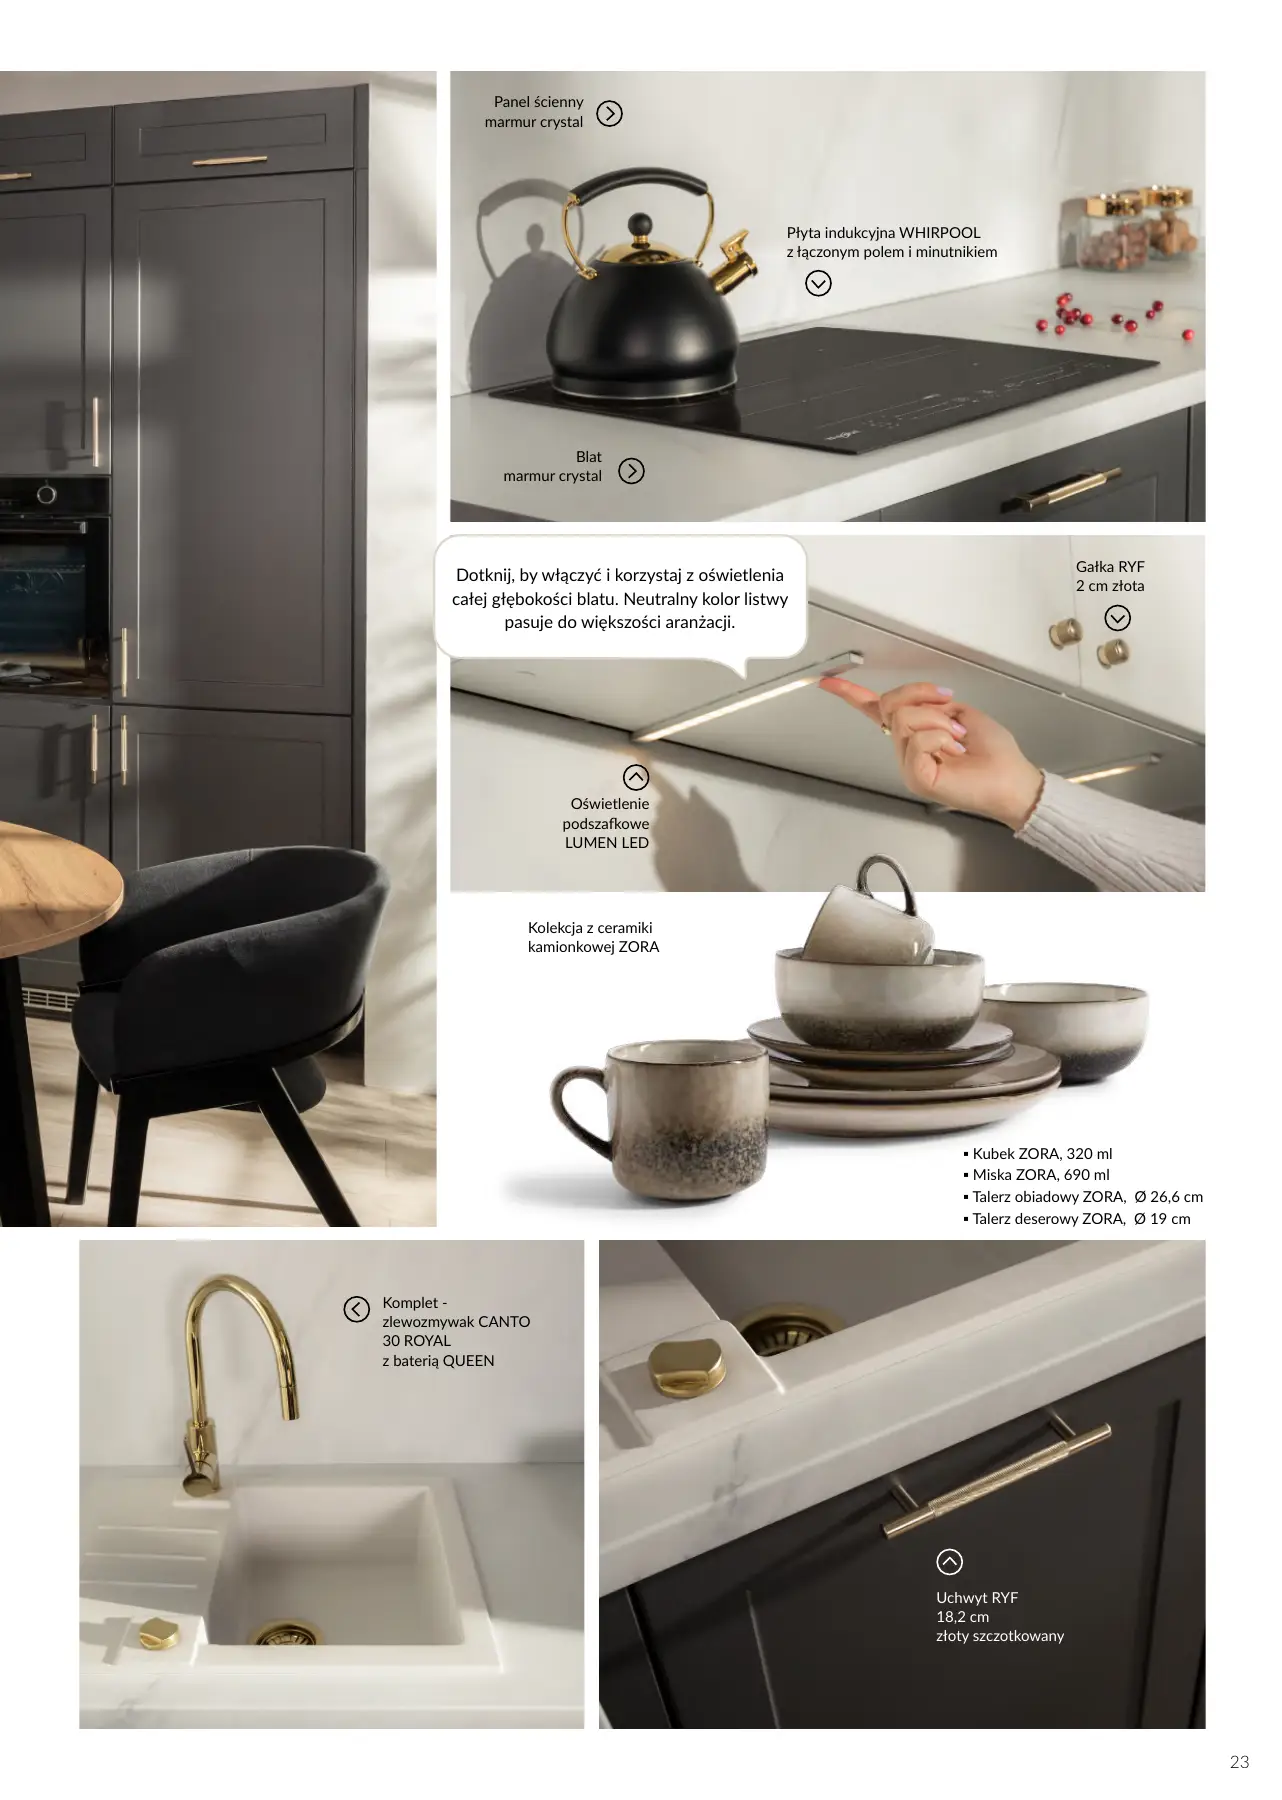 Panel ścienny
marmur crystal
Płyta indukcyjna WHIRPOOL
z łączonym polem i minutnikiem
Blat
marmur crystal
Dotknij, by włączyć i korzystaj z oświetlenia
całej głębokości blatu. Neutralny kolor listwy
pasuje do większości aranżacji.
Gałka RYF
2 cm złota
Oświetlenie
podszafkowe
LUMEN LED
Kolekcja z ceramiki
kamionkowej ZORA
▪ Kubek ZORA, 320 ml
▪ Miska ZORA, 690 ml
▪ Talerz obiadowy ZORA, Ø 26,6 cm
▪ Talerz deserowy ZORA, Ø 19 cm
Komplet -
zlewozmywak CANTO
30 ROYAL
z baterią QUEEN
Uchwyt RYF
18,2 cm
złoty szczotkowany
23